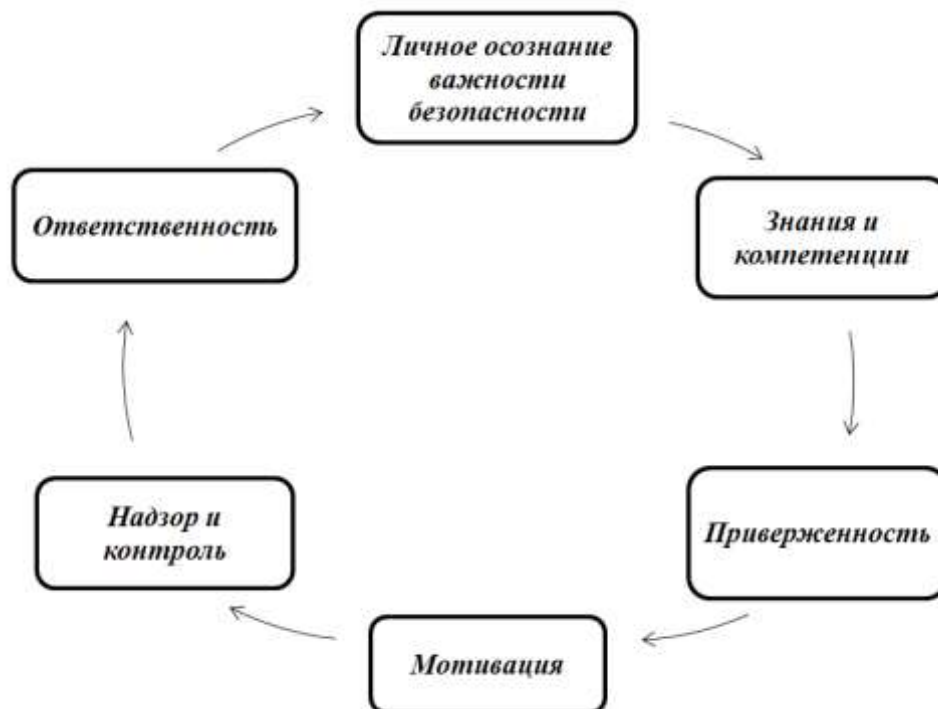 Личное осознание
важности
безопасности
Знания и
компетенции
Приверженность
Мотивация
Надзор и
контроль
Ответственность